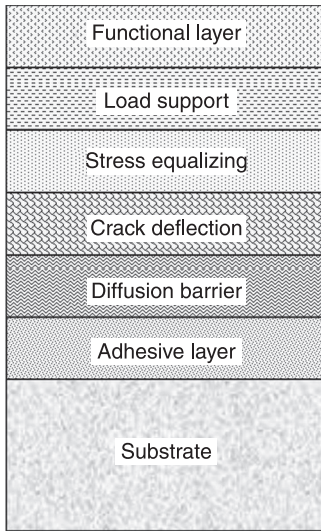 Functional layer
Load support
Stress equalizing
Crack deflection
Diffusion barrier
Adhesive layer
Substrate